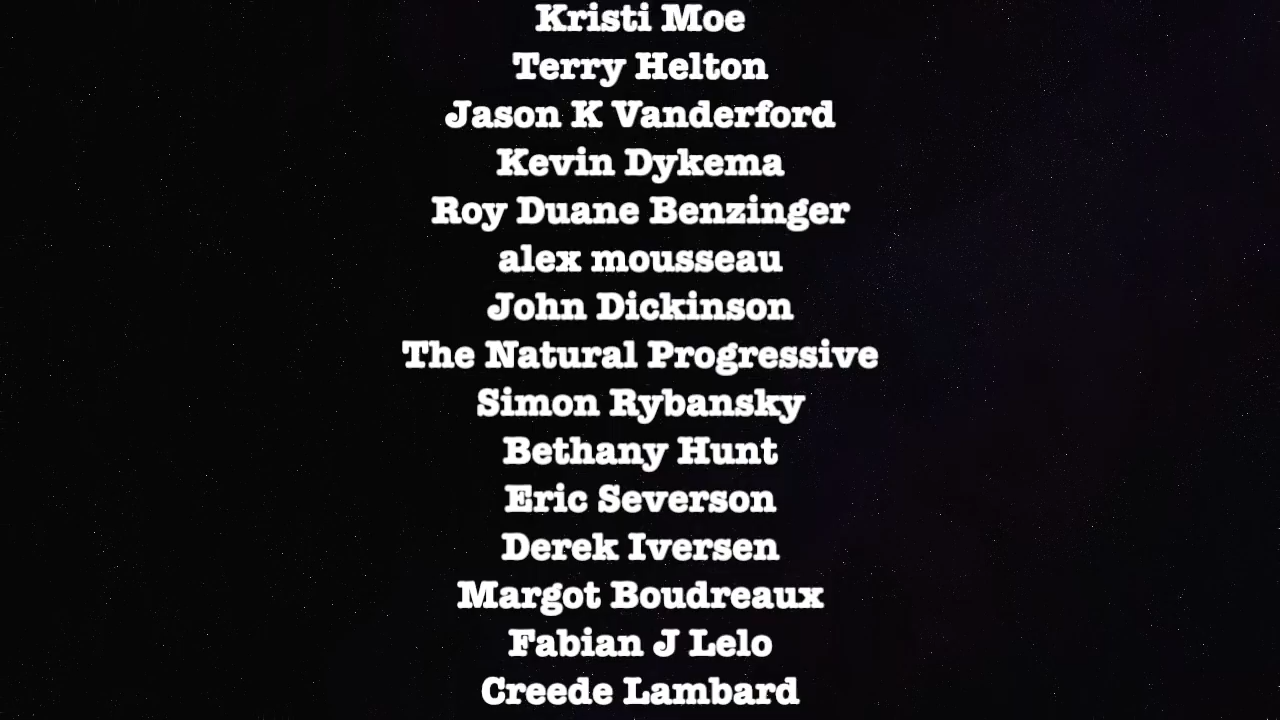 Kristi Moe
Terry Helton
Jason K Vanderford
Kevin Dykema
Roy Duane Benzinger
alex mousseau
John Dickinson
The Natural Progressive
Simon Rybansky
Bethany Hunt
Eric Severson
Derek Iversen
Margot Boudreaux
Fabian J Lelo
Creede Lambard